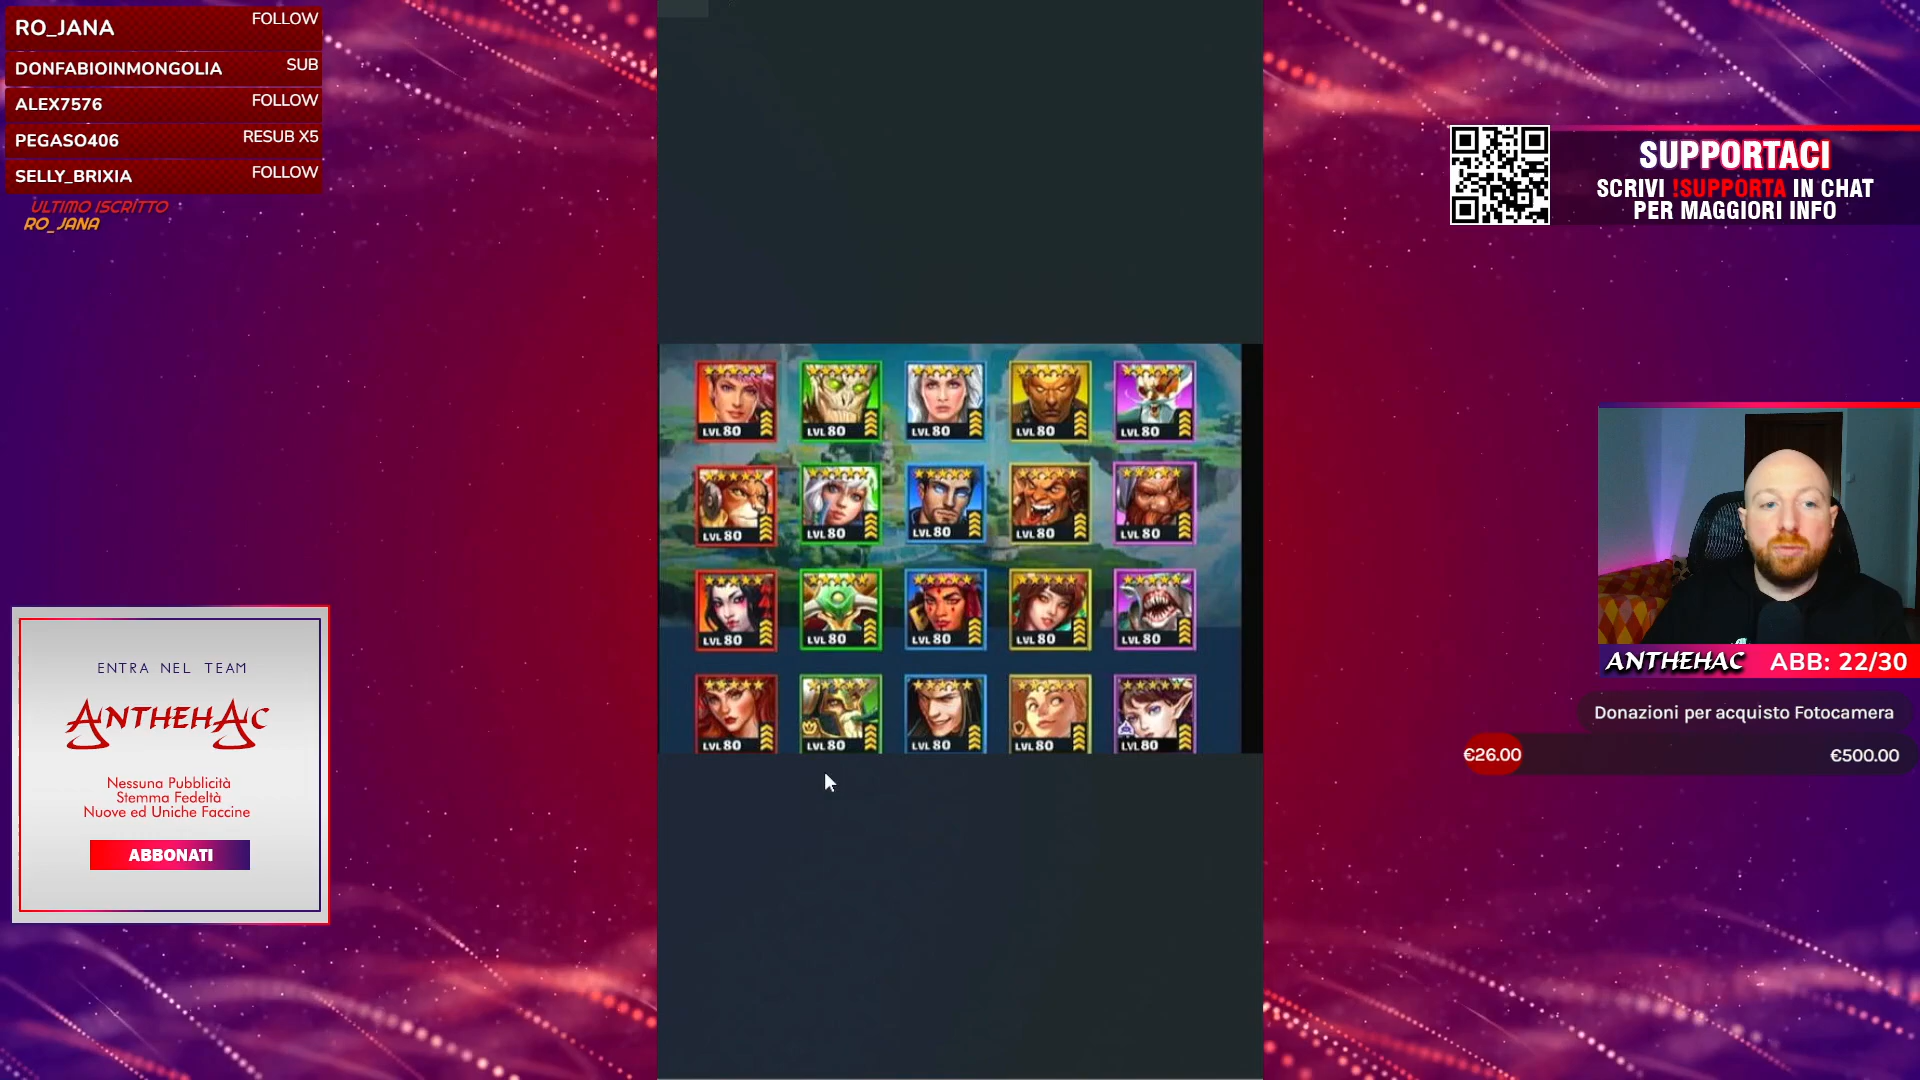 RO_JANA FOLLOW
DONFABIOINMONGOLIA SUB
ALEX7576 FOLLOW
PEGASO406 RESUB X5
SELLY_BRIXIA FOLLOW
ULTIMO ISCRITTO
RO_JANA
SUPPORTACI
SCRIVI !SUPPORTA IN CHAT
PER MAGGIORI INFO
LVL 80 LVL 80 LVL 80 LVL 80 LVL 80
LVL 80 LVL 80 LVL 80 LVL 80 LVL 80
LVL 80 LVL 80 LVL 80 LVL 80 LVL 80
LVL 80 LVL 80 LVL 80 LVL 80 LVL 80
ENTRA NEL TEAM
ANTHEHAC
Nessuna Pubblicità
Stemma Fedeltà
Nuove ed Uniche Faccine
ABBONATI
ANTHEHAC ABB: 22/30
Donazioni per acquisto Fotocamera
€26.00 €500.00